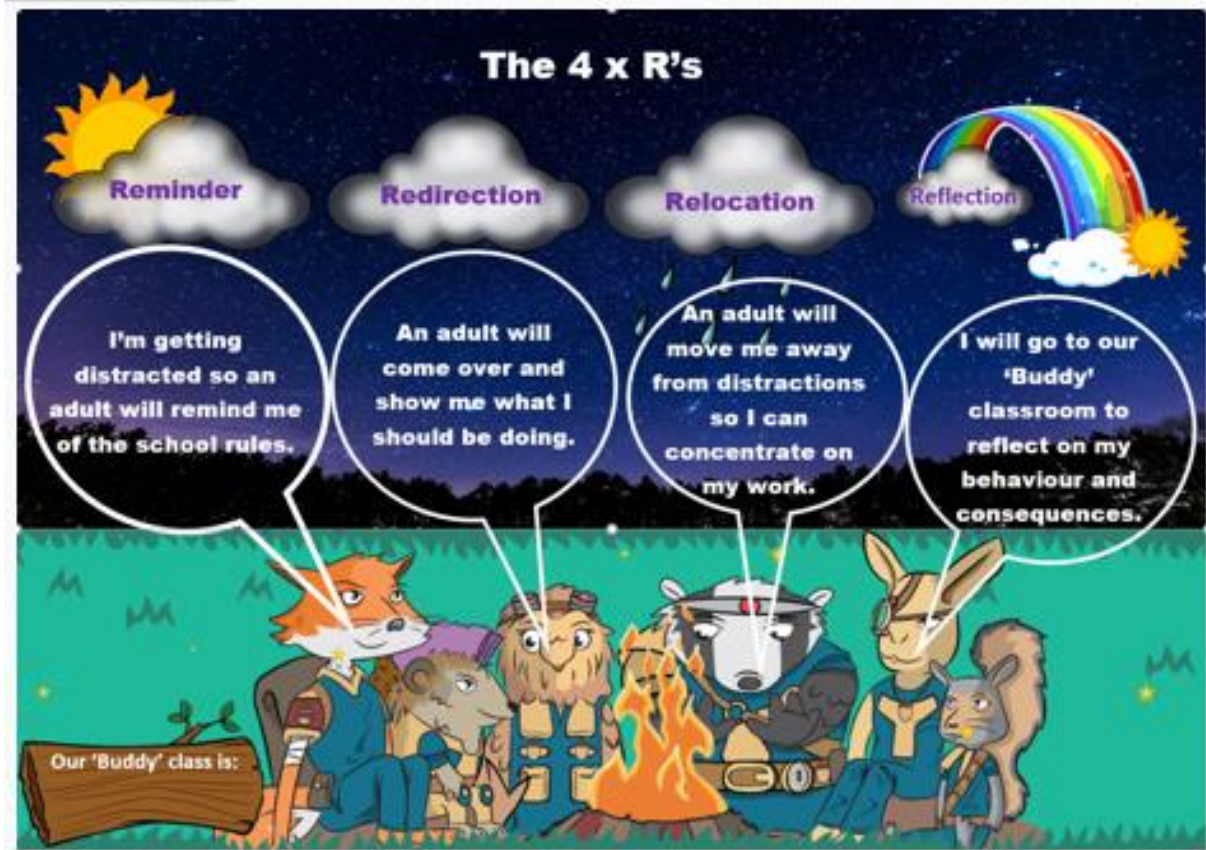 The 4 x R's
Reminder
Redirection
Relocation
Reflection
I'm getting
distracted so an
adult will remind me
of the school rules.
An adult will
come over and
show me what I
should be doing.
An adult will
move me away
from distractions
so I can
concentrate on
my work.
I will go to our
'Buddy'
classroom to
reflect on my
behaviour and
consequences.
Our 'Buddy' class is: